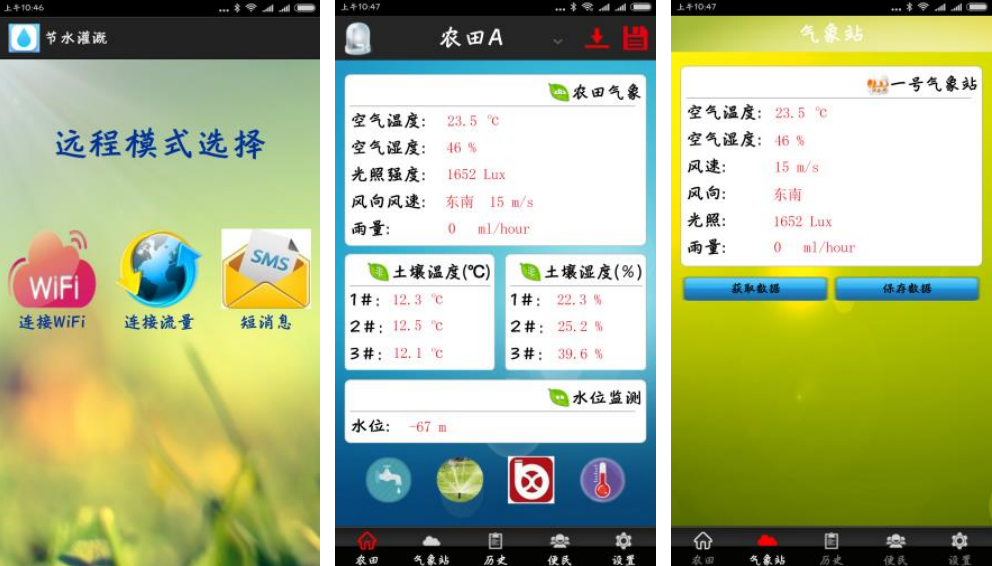 上午10:46
节水灌溉
远程模式选择
WiFi
SMS
连接WiFi
连接流量
短消息
上午10:47
农田A
农田气象
空气温度: 23.5 ℃
空气湿度: 46 %
光照强度: 1652 Lux
风向风速: 东南 15 m/s
雨量: 0 ml/hour
土壤温度(℃)
1#: 12.3 ℃
2#: 12.5 ℃
3#: 12.1 ℃
土壤湿度(%)
1#: 22.3 %
2#: 25.2 %
3#: 39.6 %
水位监测
水位: -67 m
农田 气象站 历史 便民 设置
上午10:47
气象站
一号气象站
空气温度: 23.5 ℃
空气湿度: 46 %
风速: 15 m/s
风向: 东南
光照: 1652 Lux
雨量: 0 ml/hour
获取数据 保存数据
农田 气象站 历史 便民 设置